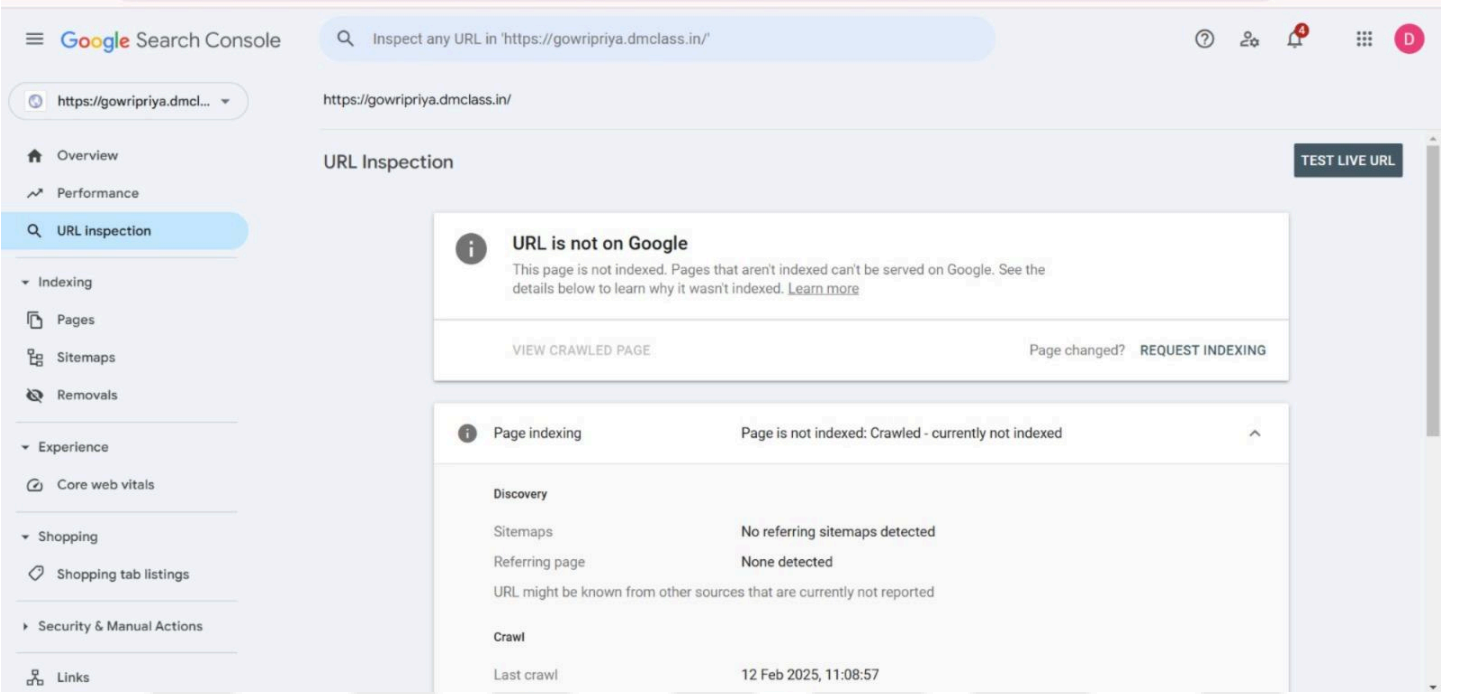 Google Search Console
Inspect any URL in 'https://gowripriya.dmclass.in/'
4
D
https://gowripriya.dmcl...
https://gowripriya.dmclass.in/
Overview
Performance
URL inspection
Indexing
Pages
Sitemaps
Removals
Experience
Core web vitals
Shopping
Shopping tab listings
Security & Manual Actions
Links
URL Inspection
TEST LIVE URL
URL is not on Google
This page is not indexed. Pages that aren't indexed can't be served on Google. See the
details below to learn why it wasn't indexed. Learn more
VIEW CRAWLED PAGE
Page changed? REQUEST INDEXING
Page indexing
Page is not indexed: Crawled - currently not indexed
Discovery
Sitemaps
No referring sitemaps detected
Referring page
None detected
URL might be known from other sources that are currently not reported
Crawl
Last crawl
12 Feb 2025, 11:08:57